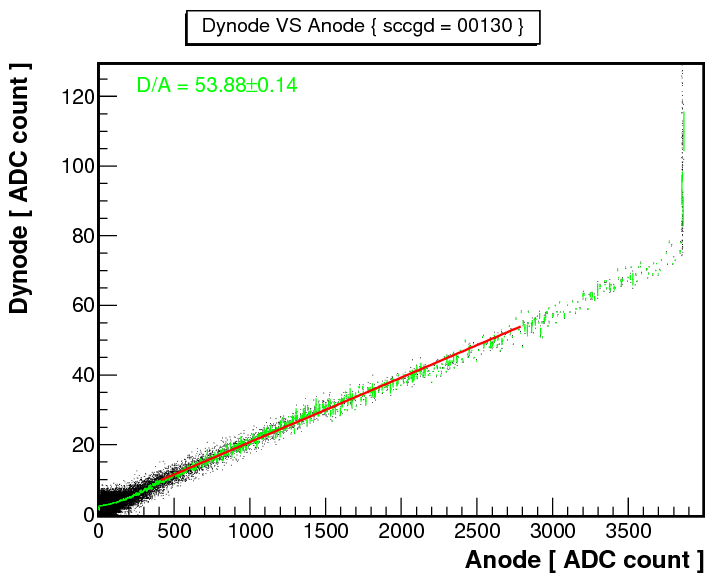 Dynode VS Anode { sccgd = 00130 }
D/A = 53.88±0.14
Dynode [ ADC count ]
120
100
80
60
40
20
0
0 500 1000 1500 2000 2500 3000 3500
Anode [ ADC count ]